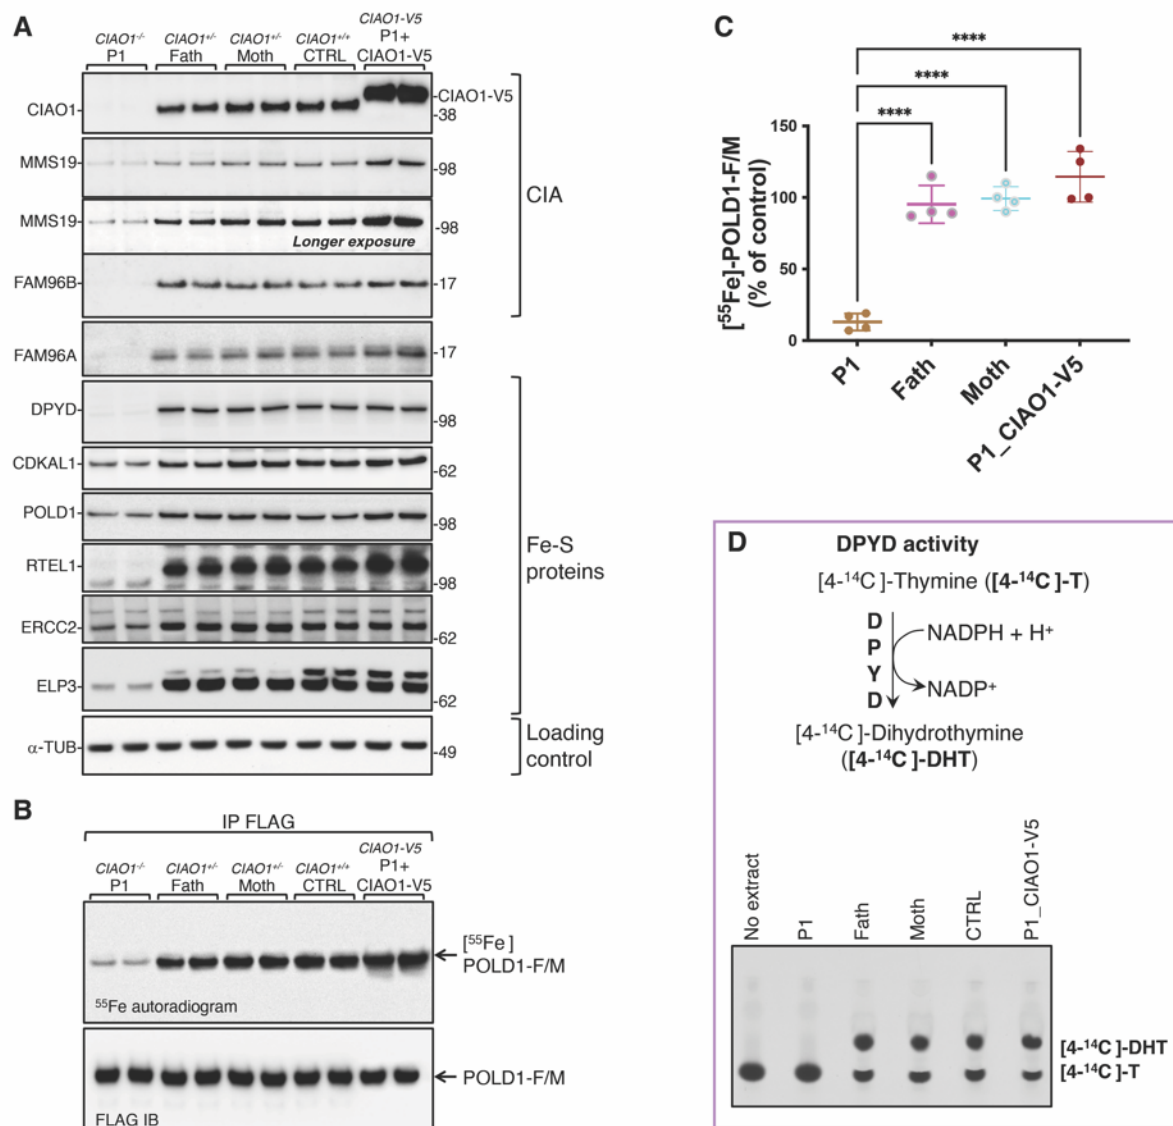 A
CIAO1-/- P1
CIAO1+/- Fath
CIAO1+/- Moth
CIAO1+/+ CTRL
CIAO1-V5
P1+
CIAO1-V5
CIAO1-
-CIAO1-V5
-38
MMS19-
-98
MMS19-
-98
Longer exposure
FAM96B-
-17
CIA
FAM96A-
-17
DPYD-
-98
CDKAL1-
-62
POLD1-
-98
RTEL1-
-98
ERCC2-
-62
ELP3-
-62
Fe-S
proteins
α-TUB-
-49
Loading
control
B
IP FLAG
CIAO1-/- P1
CIAO1+/- Fath
CIAO1+/- Moth
CIAO1+/+ CTRL
CIAO1-V5
P1+
CIAO1-V5
[55Fe]
POLD1-F/M
55Fe autoradiogram
POLD1-F/M
FLAG IB
C
****
****
****
[55Fe]-POLD1-F/M
(% of control)
150
100
50
0
P1
Fath
Moth
P1_CIAO1-V5
D
DPYD activity
[4-14C]-Thymine ([4-14C]-T)
DPYD
NADPH + H+
NADP+
[4-14C]-Dihydrothymine
([4-14C]-DHT)
No extract
P1
Fath
Moth
CTRL
P1_CIAO1-V5
[4-14C]-DHT
[4-14C]-T